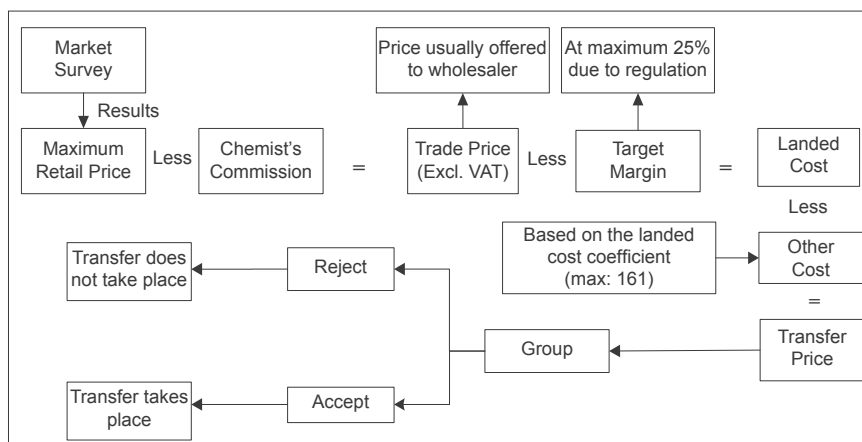 Market
Survey
Price usually offered
to wholesaler
At maximum 25%
due to regulation
Results
Maximum
Retail Price
Less
Chemist's
Commission
=
Trade Price
(Excl. VAT)
Less
Target
Margin
=
Landed
Cost
Less
Transfer does
not take place
Reject
Based on the landed
cost coefficient
(max: 161)
Other
Cost
=
Group
Transfer
Price
Transfer takes
place
Accept